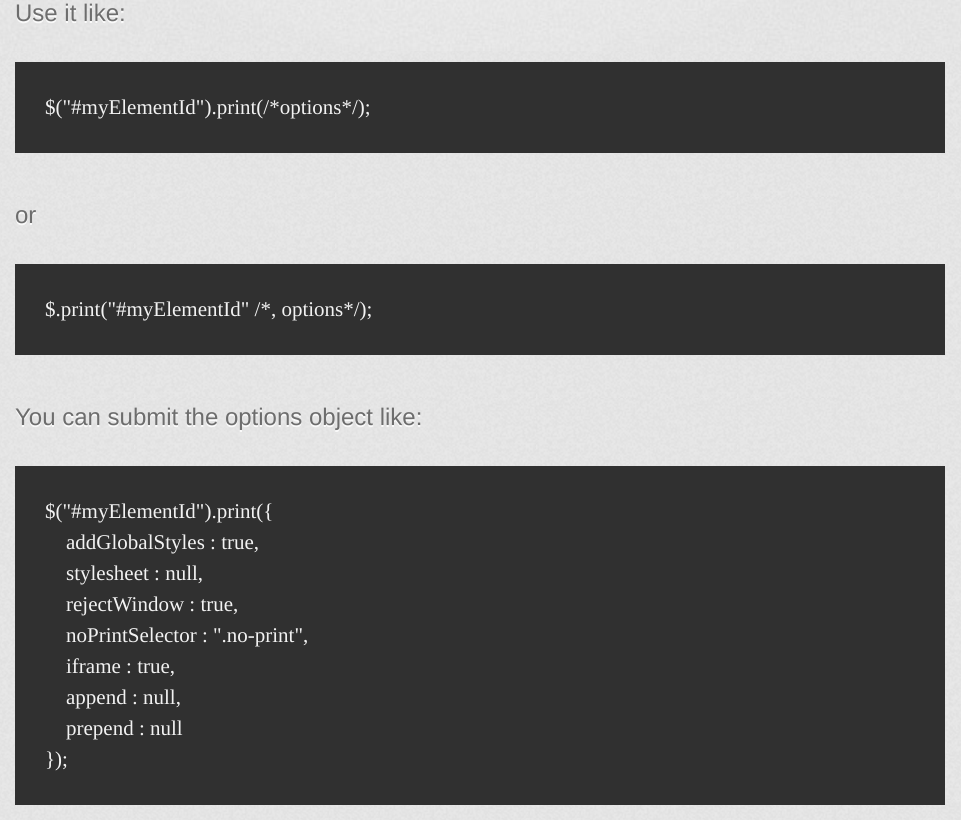 Use it like:
$("#myElementId").print(/*options*/);
or
$.print("#myElementId" /*, options*/);
You can submit the options object like:
$("#myElementId").print({
    addGlobalStyles : true,
    stylesheet : null,
    rejectWindow : true,
    noPrintSelector : ".no-print",
    iframe : true,
    append : null,
    prepend : null
});